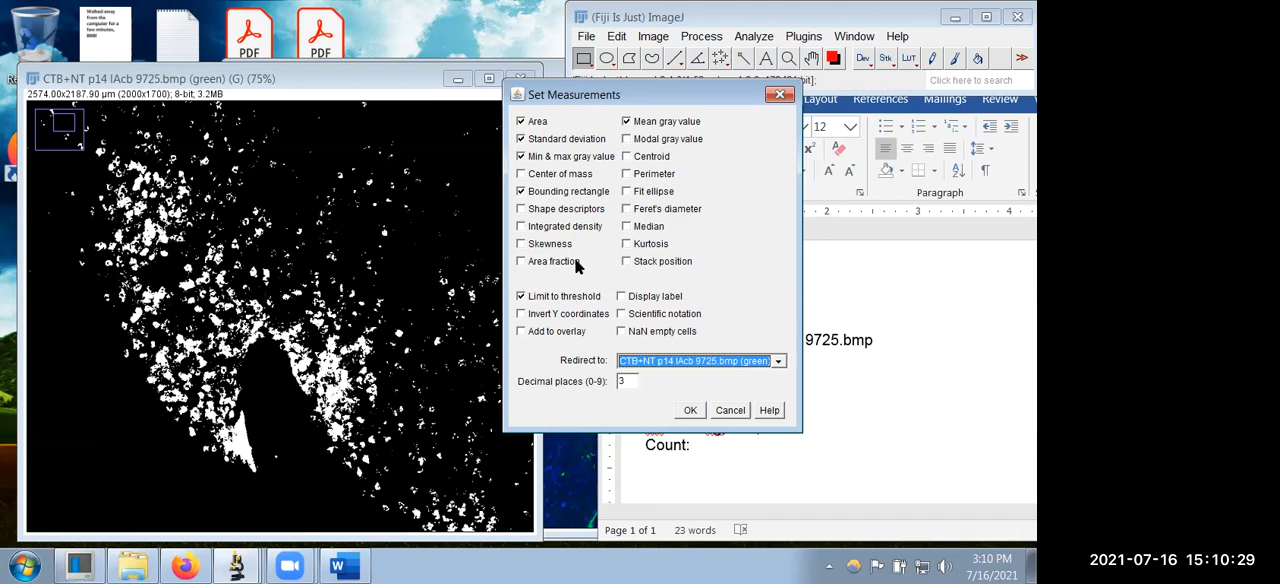 Walked away
from the
computer for a
few minutes,
PDF
PDF
CTB+NT p14 IAcb 9725.bmp (green) (G) (75%)
2574.00x2187.90 µm (2000x1700); 8-bit; 3.2MB
(Fiji Is Just) ImageJ
File Edit Image Process Analyze Plugins Window Help
Dev Stk LUT
Click here to search
Layout References Mailings Review
12
Paragraph
Set Measurements
Area Mean gray value
Standard deviation Modal gray value
Min & max gray value Centroid
Center of mass Perimeter
Bounding rectangle Fit ellipse
Shape descriptors Feret's diameter
Integrated density Median
Skewness Kurtosis
Area fraction Stack position
Limit to threshold Display label
Invert Y coordinates Scientific notation
Add to overlay NaN empty cells
Redirect to: CTB+NT p14 IAcb 9725.bmp (green)
Decimal places (0-9): 3
OK Cancel Help
2 3 4
9725.bmp
Count:
Page 1 of 1 23 words
3:10 PM
7/16/2021
2021-07-16 15:10:29